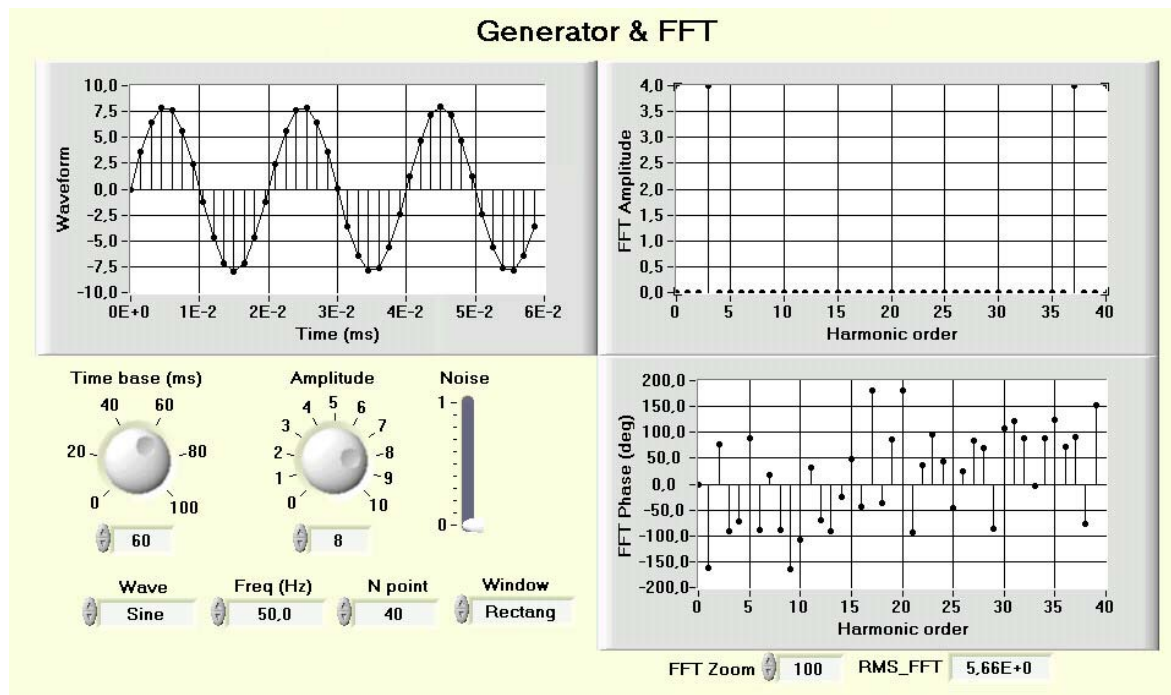 Generator & FFT
Waveform
10,0
7,5
5,0
2,5
0,0
-2,5
-5,0
-7,5
-10,0
0E+0 1E-2 2E-2 3E-2 4E-2 5E-2 6E-2
Time (ms)
FFT Amplitude
4,0
3,5
3,0
2,5
2,0
1,5
1,0
0,5
0,0
0 5 10 15 20 25 30 35 40
Harmonic order
Time base (ms)
0 20 40 60 80 100
60
Amplitude
0 1 2 3 4 5 6 7 8 9 10
8
Noise
1
0
Wave
Sine
Freq (Hz)
50,0
N point
40
Window
Rectang
FFT Phase (deg)
200,0
150,0
100,0
50,0
0,0
-50,0
-100,0
-150,0
-200,0
0 5 10 15 20 25 30 35 40
Harmonic order
FFT Zoom 100 RMS_FFT 5,66E+0